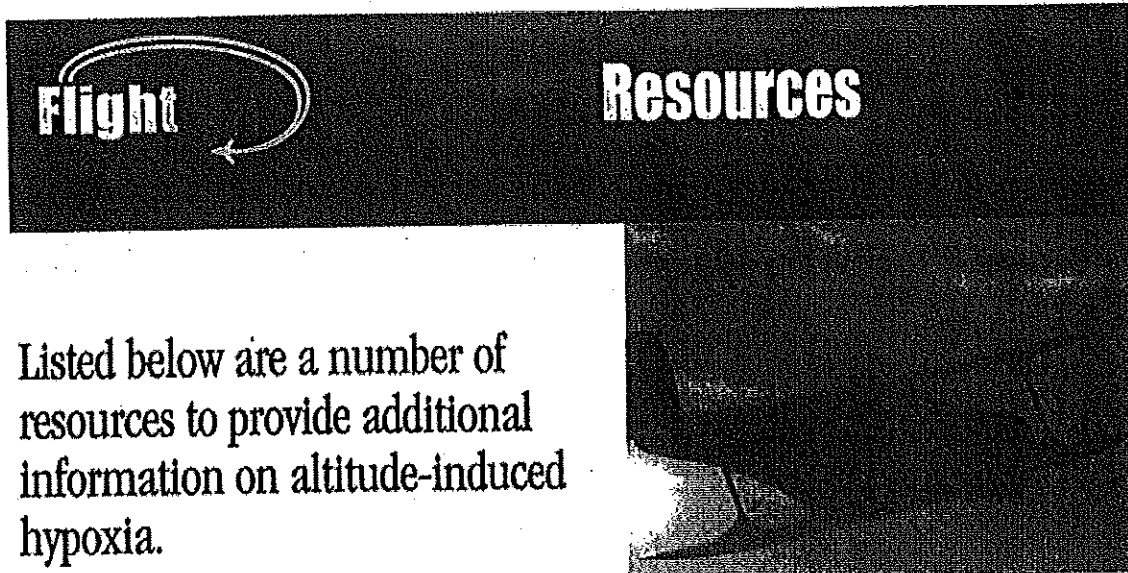 Flight
Resources
Listed below are a number of
resources to provide additional
information on altitude-induced
hypoxia.